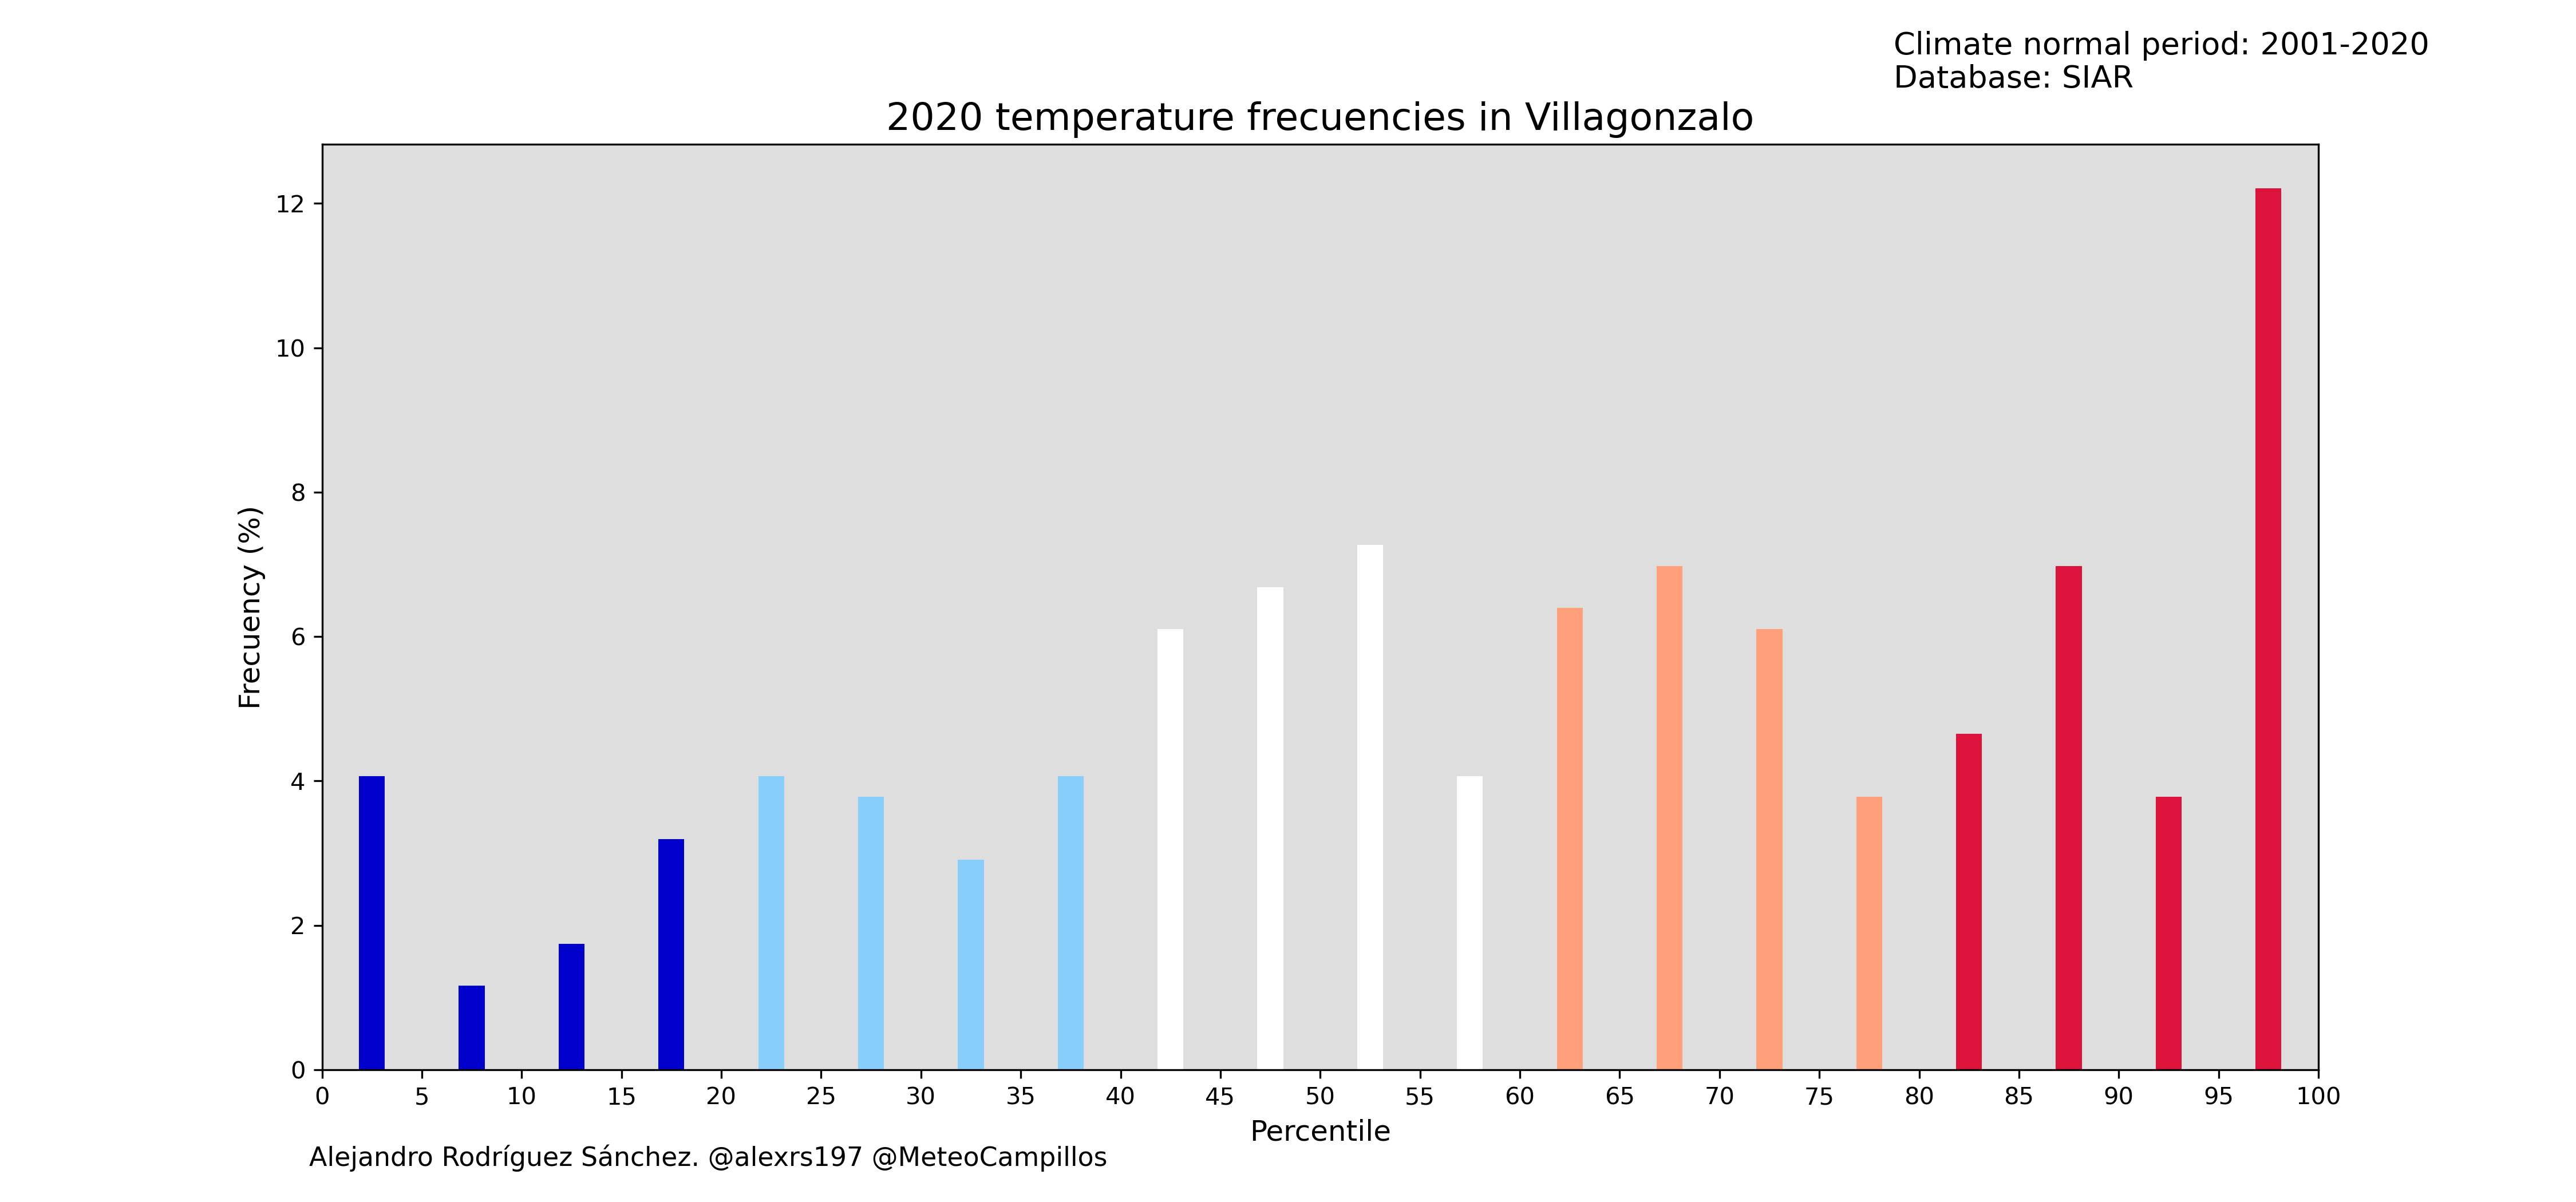 Climate normal period: 2001-2020
Database: SIAR
2020 temperature frecuencies in Villagonzalo
Frecuency (%)
12
10
8
6
4
2
0
0 5 10 15 20 25 30 35 40 45 50 55 60 65 70 75 80 85 90 95 100
Percentile
Alejandro Rodríguez Sánchez. @alexrs197 @MeteoCampillos